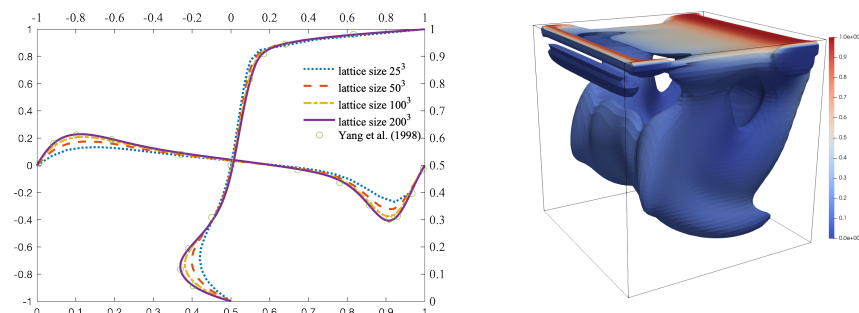 -1 -0.8 -0.6 -0.4 -0.2 0 0.2 0.4 0.6 0.8 1
1 1
0.8 0.9
0.6 0.8
0.4 0.7
0.2 0.6
0 0.5
-0.2 0.4
-0.4 0.3
-0.6 0.2
-0.8 0.1
-1 0
0 0.1 0.2 0.3 0.4 0.5 0.6 0.7 0.8 0.9 1
lattice size 25³
lattice size 50³
lattice size 100³
lattice size 200³
Yang et al. (1998)
1.0e+00
0.9
0.8
0.7
0.6
0.5
0.4
0.3
0.2
0.1
0.0e+00